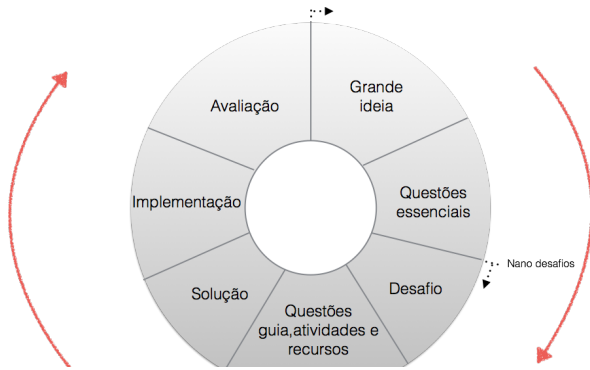 Grande
ideia
Questões
essenciais
Nano desafios
Desafio
Questões
guia,atividades e
recursos
Solução
Implementação
Avaliação